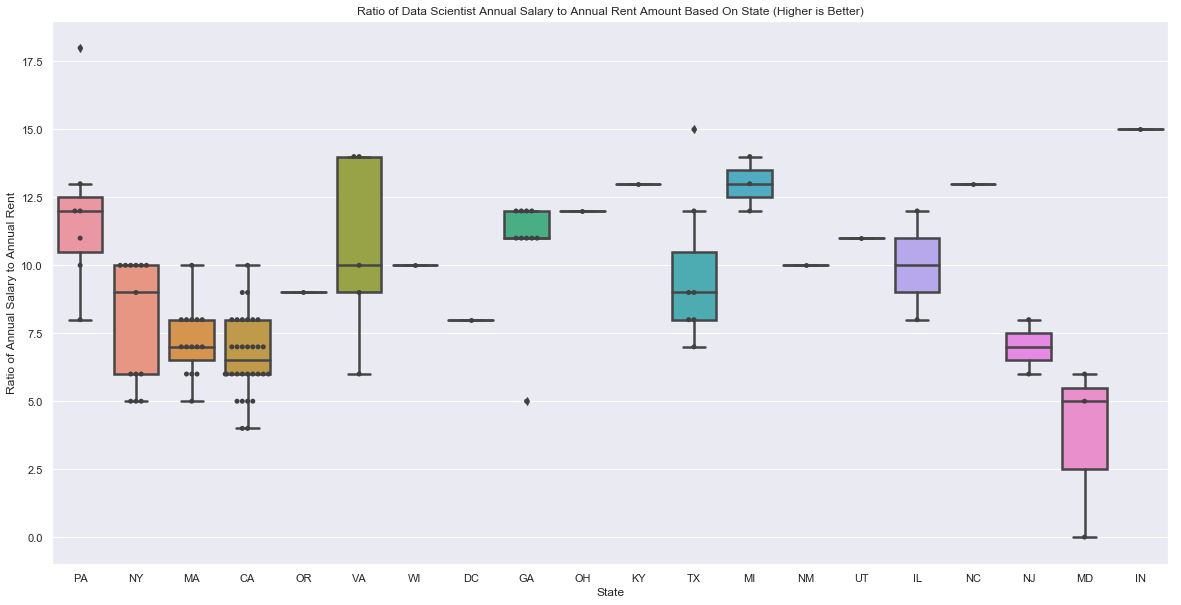 Ratio of Data Scientist Annual Salary to Annual Rent Amount Based On State (Higher is Better)
Ratio of Annual Salary to Annual Rent
17.5
15.0
12.5
10.0
7.5
5.0
2.5
0.0
PA NY MA CA OR VA WI DC GA OH KY TX MI NM UT IL NC NJ MD IN
State